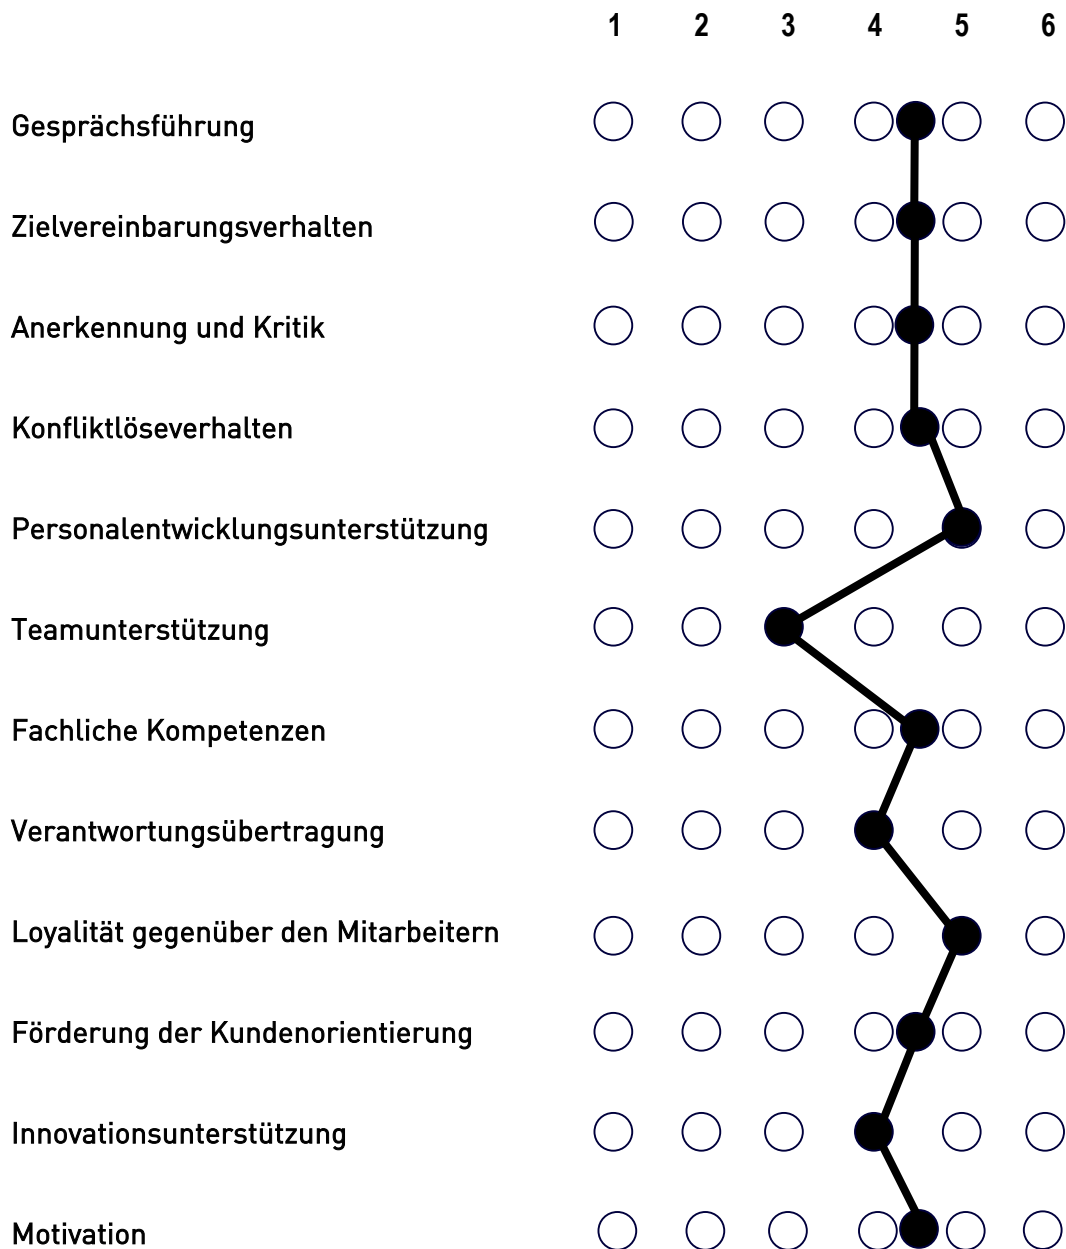 1 2 3 4 5 6
Gesprächsführung
Zielvereinbarungsverhalten
Anerkennung und Kritik
Konfliktlöseverhalten
Personalentwicklungsunterstützung
Teamunterstützung
Fachliche Kompetenzen
Verantwortungsübertragung
Loyalität gegenüber den Mitarbeitern
Förderung der Kundenorientierung
Innovationsunterstützung
Motivation